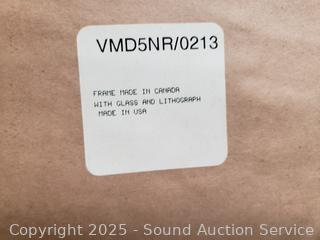 VMD5NR/0213
FRAME MADE IN CANADA
WITH GLASS AND LITHOGRAPH
MADE IN USA
Copyright 2025 - Sound Auction Service